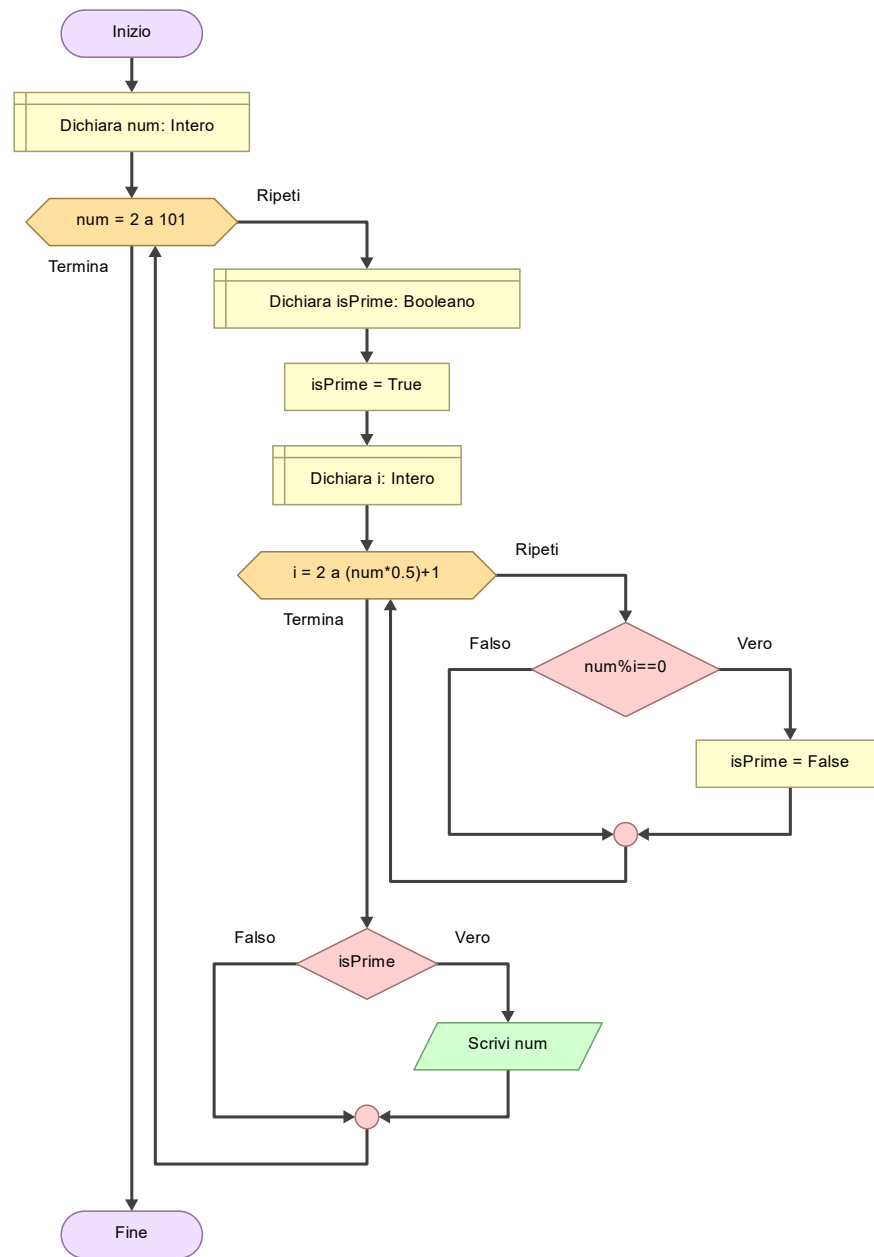 Inizio
Dichiara num: Intero
num = 2 a 101
Ripeti
Termina
Dichiara isPrime: Booleano
isPrime = True
Dichiara i: Intero
i = 2 a (num*0.5)+1
Ripeti
Termina
num%i==0
Falso
Vero
isPrime = False
isPrime
Falso
Vero
Scrivi num
Fine